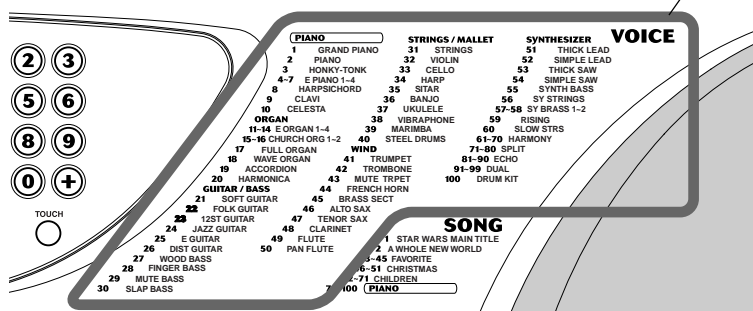 VOICE
PIANO
1 GRAND PIANO
2 PIANO
3 HONKY-TONK
4~7 E PIANO 1~4
8 HARPSICHORD
9 CLAVI
10 CELESTA
ORGAN
11~14 E ORGAN 1~4
15~16 CHURCH ORG 1~2
17 FULL ORGAN
18 WAVE ORGAN
19 ACCORDION
20 HARMONICA
GUITAR / BASS
21 SOFT GUITAR
22 FOLK GUITAR
23 12ST GUITAR
24 JAZZ GUITAR
25 E GUITAR
26 DIST GUITAR
27 WOOD BASS
28 FINGER BASS
29 MUTE BASS
30 SLAP BASS
STRINGS / MALLET
31 STRINGS
32 VIOLIN
33 CELLO
34 HARP
35 SITAR
36 BANJO
37 UKULELE
38 VIBRAPHONE
39 MARIMBA
40 STEEL DRUMS
WIND
41 TRUMPET
42 TROMBONE
43 MUTE TRPET
44 FRENCH HORN
45 BRASS SECT
46 ALTO SAX
47 TENOR SAX
48 CLARINET
49 FLUTE
50 PAN FLUTE
SYNTHESIZER
51 THICK LEAD
52 SIMPLE LEAD
53 THICK SAW
54 SIMPLE SAW
55 SYNTH BASS
56 SY STRINGS
57~58 SY BRASS 1~2
59 RISING
60 SLOW STRS
61~70 HARMONY
71~80 SPLIT
81~90 ECHO
91~99 DUAL
100 DRUM KIT
SONG
1 STAR WARS MAIN TITLE
2 A WHOLE NEW WORLD
~45 FAVORITE
~51 CHRISTMAS
~71 CHILDREN
100 PIANO
2 3
5 6
8 9
0 +
TOUCH